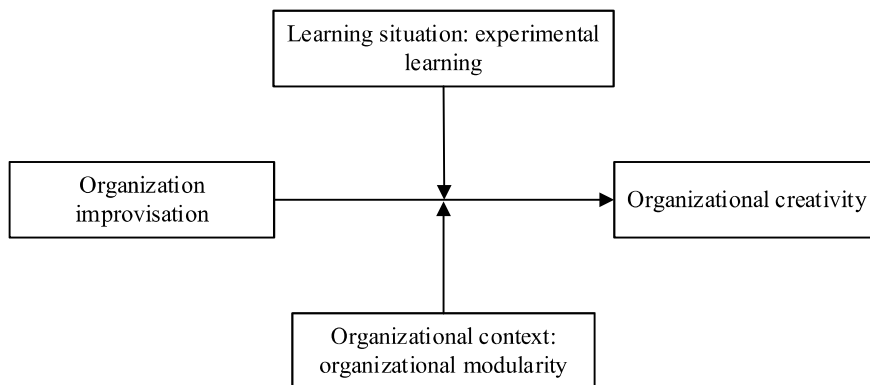 Learning situation: experimental
learning
Organization
improvisation
Organizational creativity
Organizational context:
organizational modularity